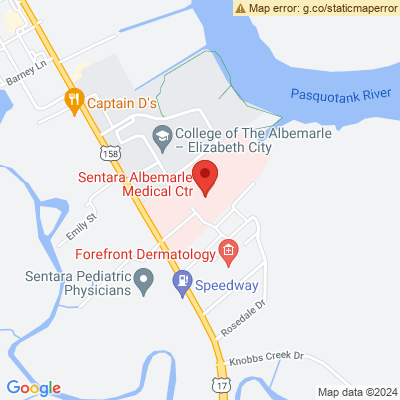 Map error: g.co/staticmaperror
Barney Ln
Captain D's
Pasquotank River
College of The Albemarle
– Elizabeth City
158
Sentara Albemarle
Medical Ctr
Emily St
Forefront Dermatology
Sentara Pediatric
Physicians
Speedway
Rosedale Dr
Knobbs Creek Dr
17
Google
Map data ©2024